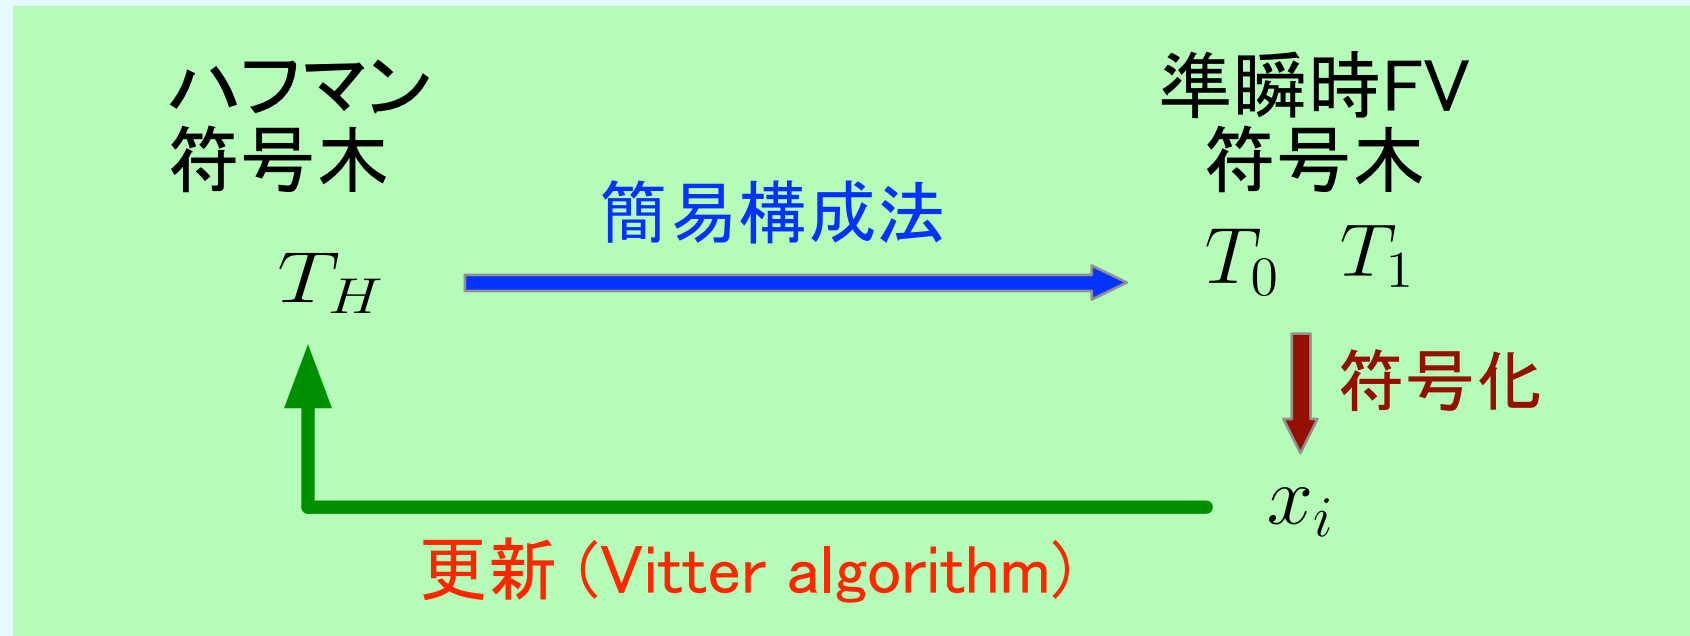 ハフマン
符号木
準瞬時FV
符号木
簡易構成法
T_H
T_0 T_1
符号化
x_i
更新 (Vitter algorithm)